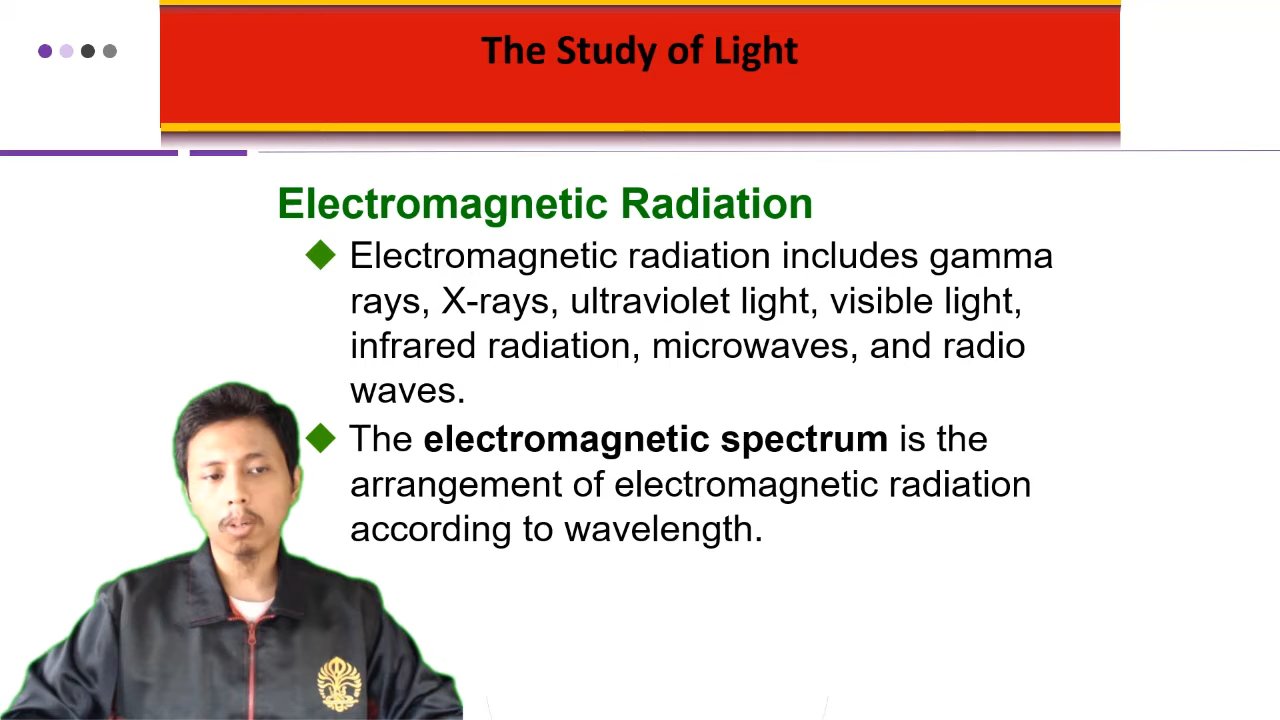 The Study of Light
Electromagnetic Radiation
Electromagnetic radiation includes gamma
rays, X-rays, ultraviolet light, visible light,
infrared radiation, microwaves, and radio
waves.
The electromagnetic spectrum is the
arrangement of electromagnetic radiation
according to wavelength.